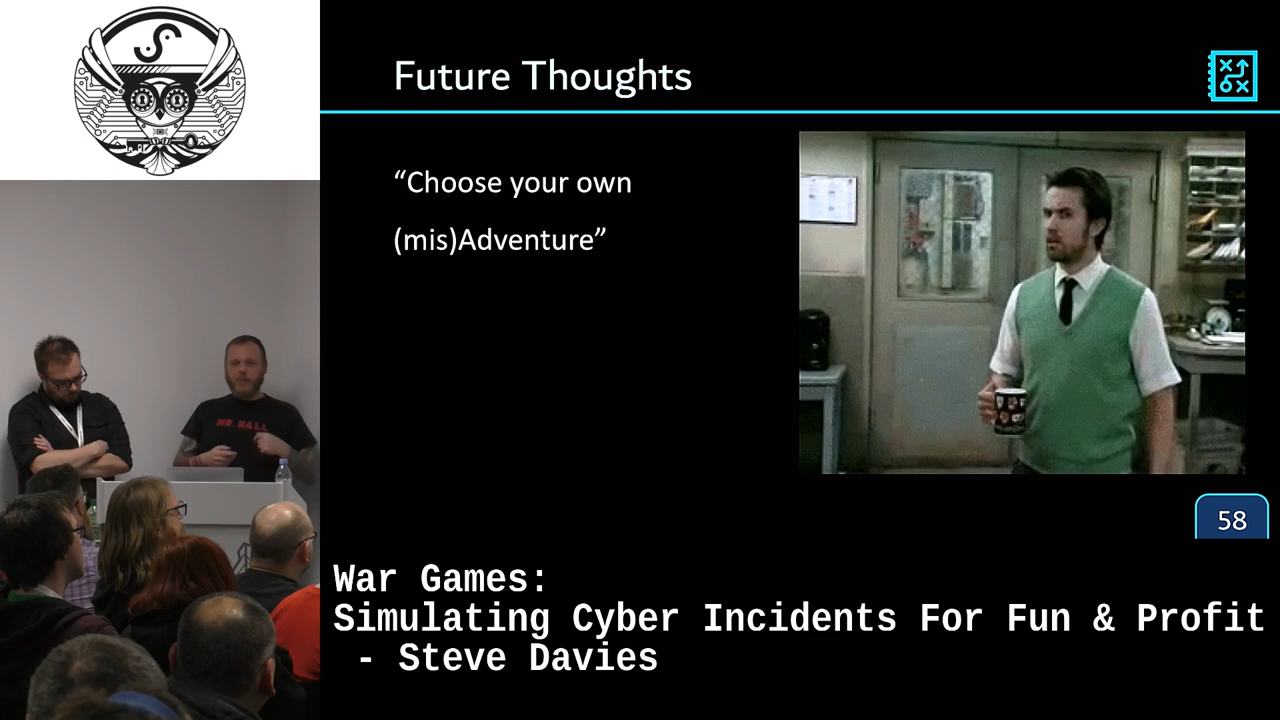 Future Thoughts
“Choose your own
(mis)Adventure”
58
War Games:
Simulating Cyber Incidents For Fun & Profit
- Steve Davies